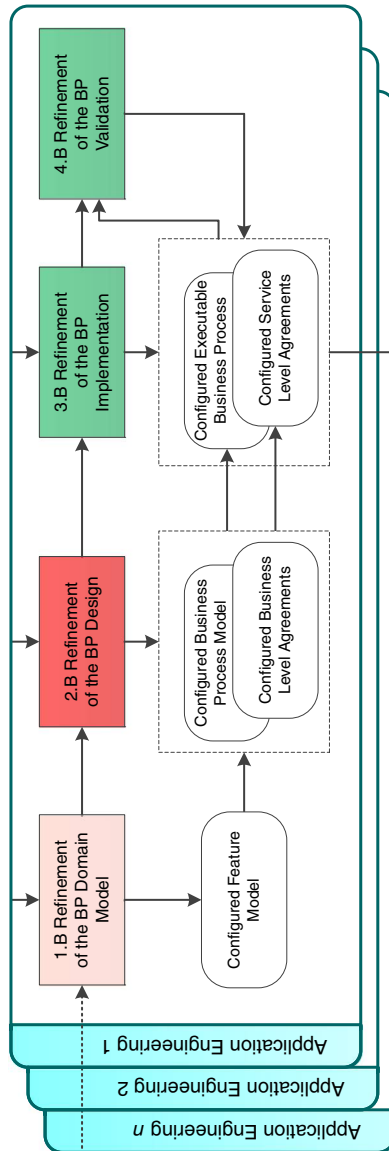 1.B Refinement
of the BP Domain
Model
2.B Refinement
of the BP Design
3.B Refinement
of the BP
Implementation
4.B Refinement
of the BP
Validation
Configured Feature
Model
Configured Business
Process Model
Configured Business
Level Agreements
Configured Executable
Business Process
Configured Service
Level Agreements
Application Engineering 1
Application Engineering 2
Application Engineering n